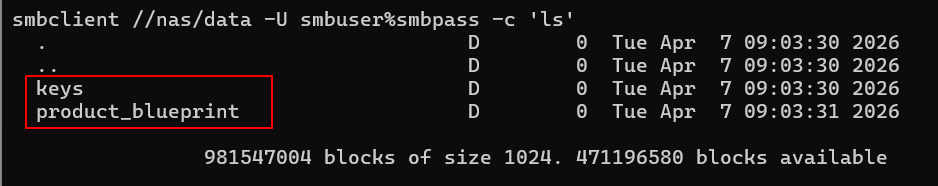 smbclient //nas/data -U smbuser%smbpass -c 'ls'
  .                                   D        0  Tue Apr  7 09:03:30 2026
  ..                                  D        0  Tue Apr  7 09:03:30 2026
  keys                                D        0  Tue Apr  7 09:03:30 2026
  product_blueprint                   D        0  Tue Apr  7 09:03:31 2026

                981547004 blocks of size 1024. 471196580 blocks available